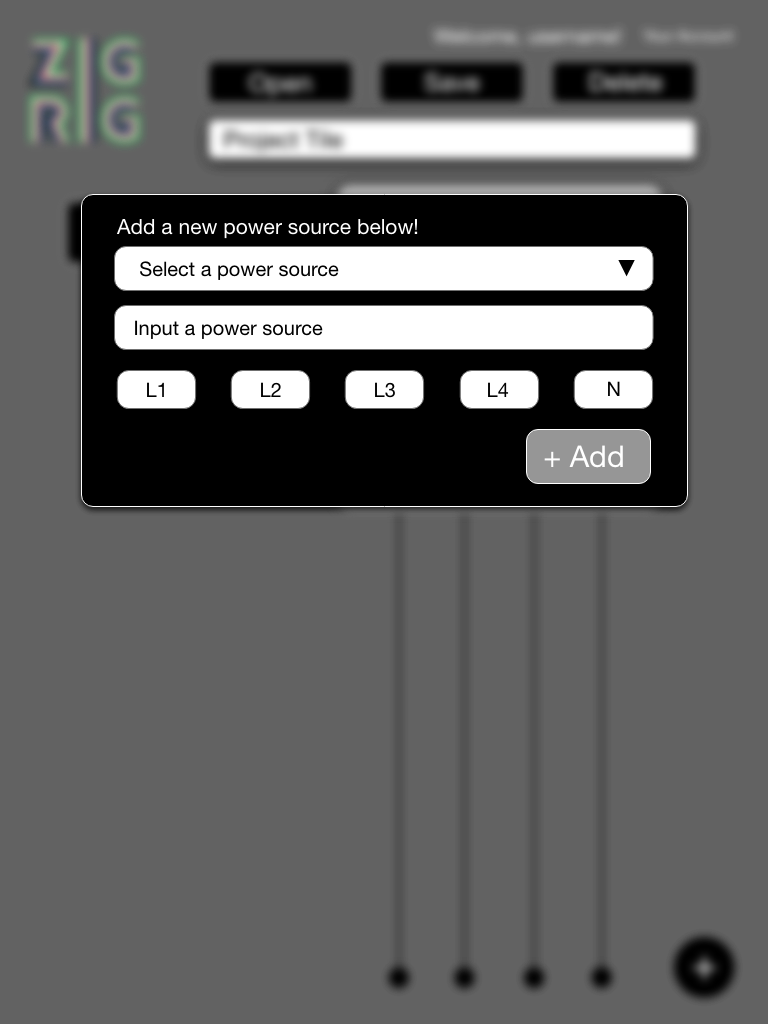 ZIG
RIG
Welcome, username!
Your Account
Open
Save
Delete
Project Tile
Add a new power source below!
Select a power source
Input a power source
L1
L2
L3
L4
N
+ Add
+